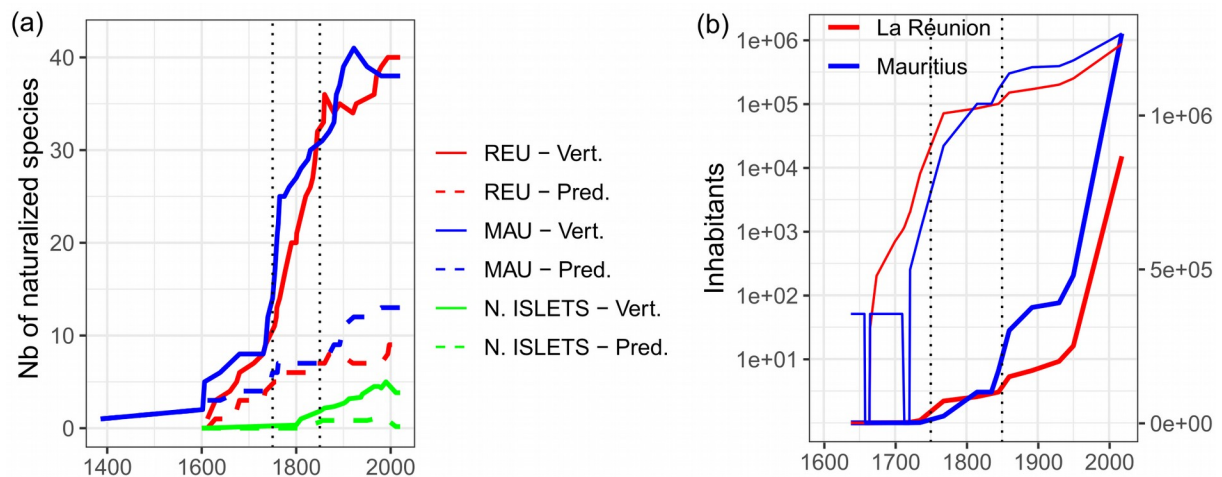 (a)
Nb of naturalized species
40
30
20
10
0
1400
1600
1800
2000
REU − Vert.
REU − Pred.
MAU − Vert.
MAU − Pred.
N. ISLETS − Vert.
N. ISLETS − Pred.
(b)
La Réunion
Mauritius
Inhabitants
1e+06
1e+05
1e+04
1e+03
1e+02
1e+01
1e+06
5e+05
0e+00
1600
1700
1800
1900
2000